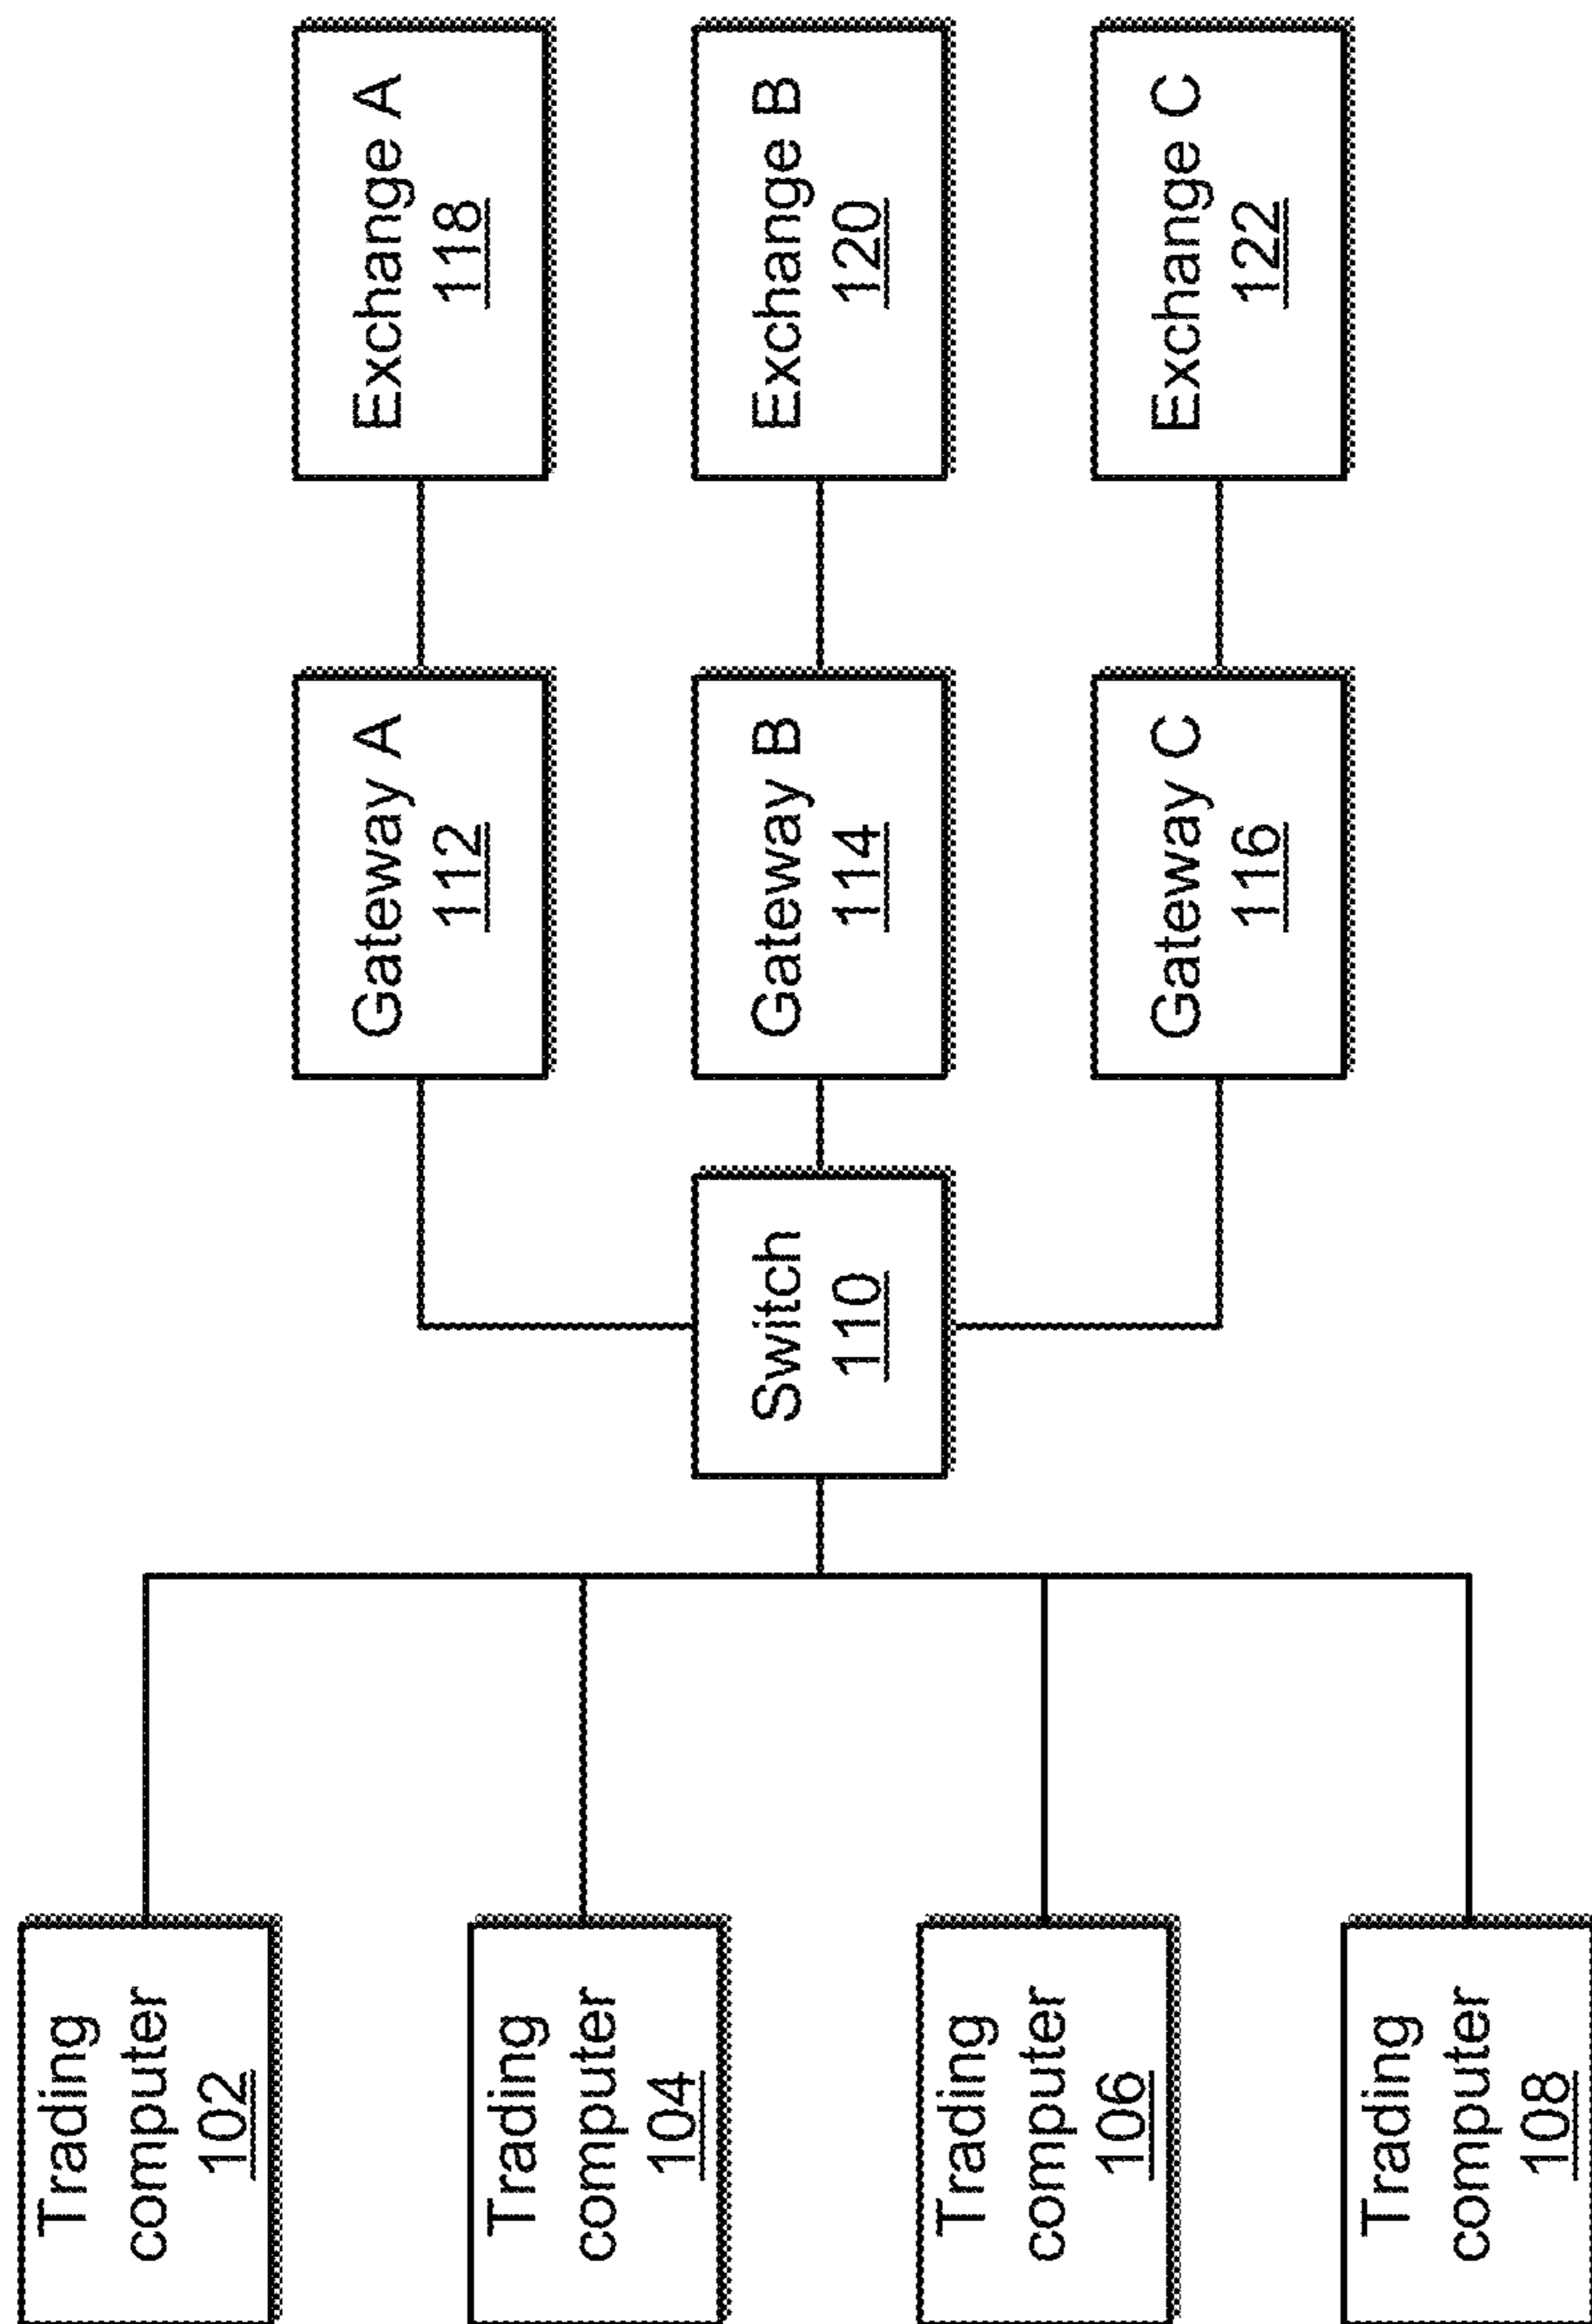 Trading
computer
102
Trading
computer
104
Trading
computer
106
Trading
computer
108
Switch
110
Gateway A
112
Gateway B
114
Gateway C
116
Exchange A
118
Exchange B
120
Exchange C
122